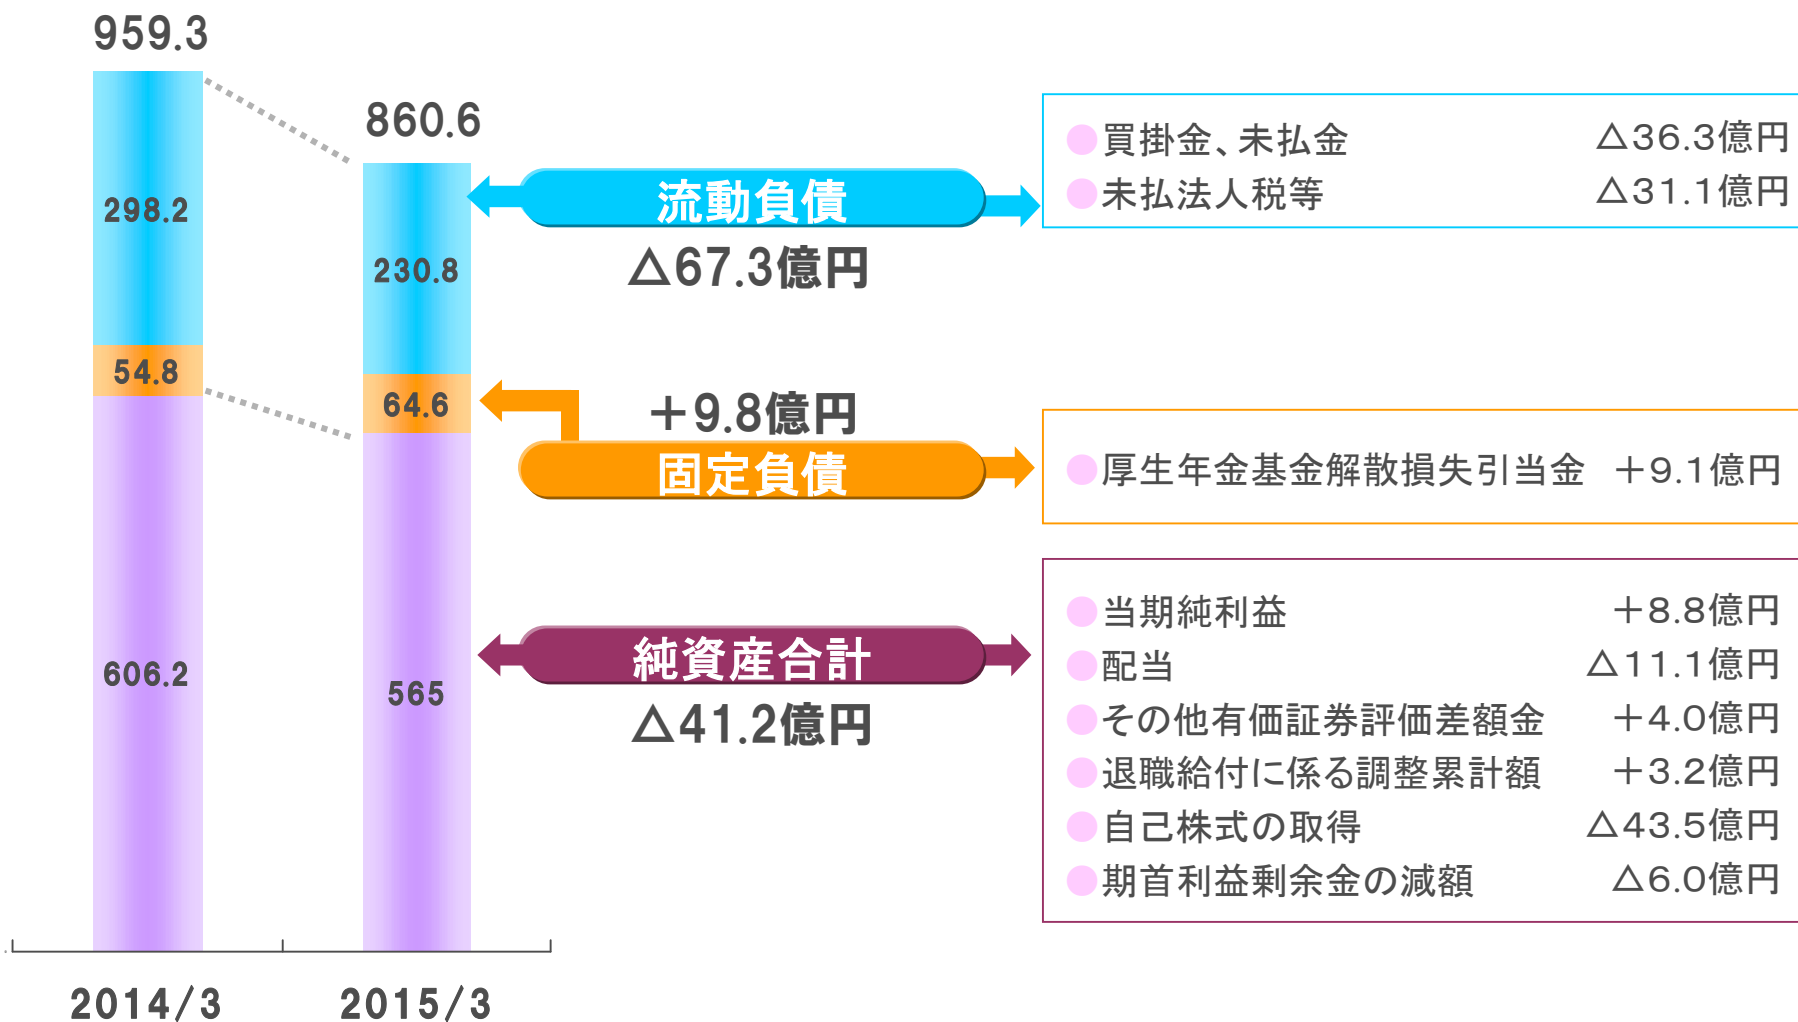 959.3
298.2
54.8
606.2
2014/3
860.6
230.8
64.6
565
2015/3
流動負債
△67.3億円
買掛金、未払金 △36.3億円
未払法人税等 △31.1億円
+9.8億円
固定負債
厚生年金基金解散損失引当金 +9.1億円
純資産合計
△41.2億円
当期純利益 +8.8億円
配当 △11.1億円
その他有価証券評価差額金 +4.0億円
退職給付に係る調整累計額 +3.2億円
自己株式の取得 △43.5億円
期首利益剰余金の減額 △6.0億円